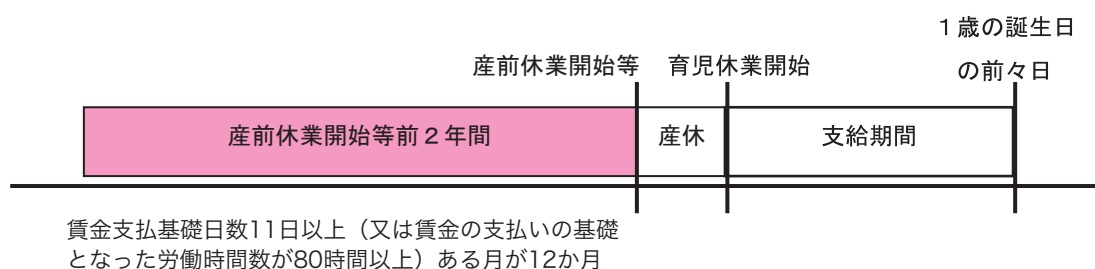 1歳の誕生日
の前々日
産前休業開始等
育児休業開始
産前休業開始等前2年間
産休
支給期間
賃金支払基礎日数11日以上（又は賃金の支払いの基礎
となった労働時間数が80時間以上）ある月が12か月